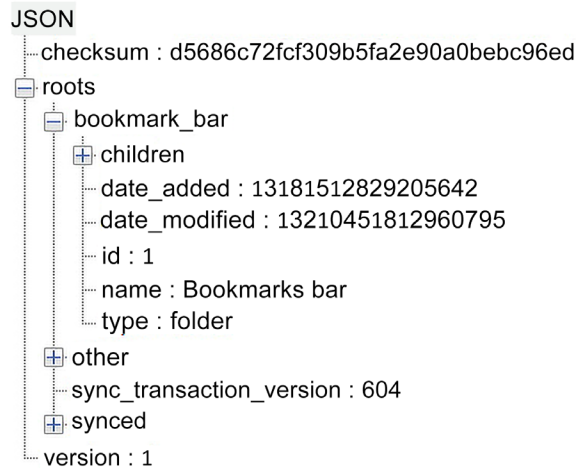 JSON
checksum : d5686c72fcf309b5fa2e90a0bebc96ed
roots
bookmark_bar
children
date_added : 13181512829205642
date_modified : 13210451812960795
id : 1
name : Bookmarks bar
type : folder
other
sync_transaction_version : 604
synced
version : 1